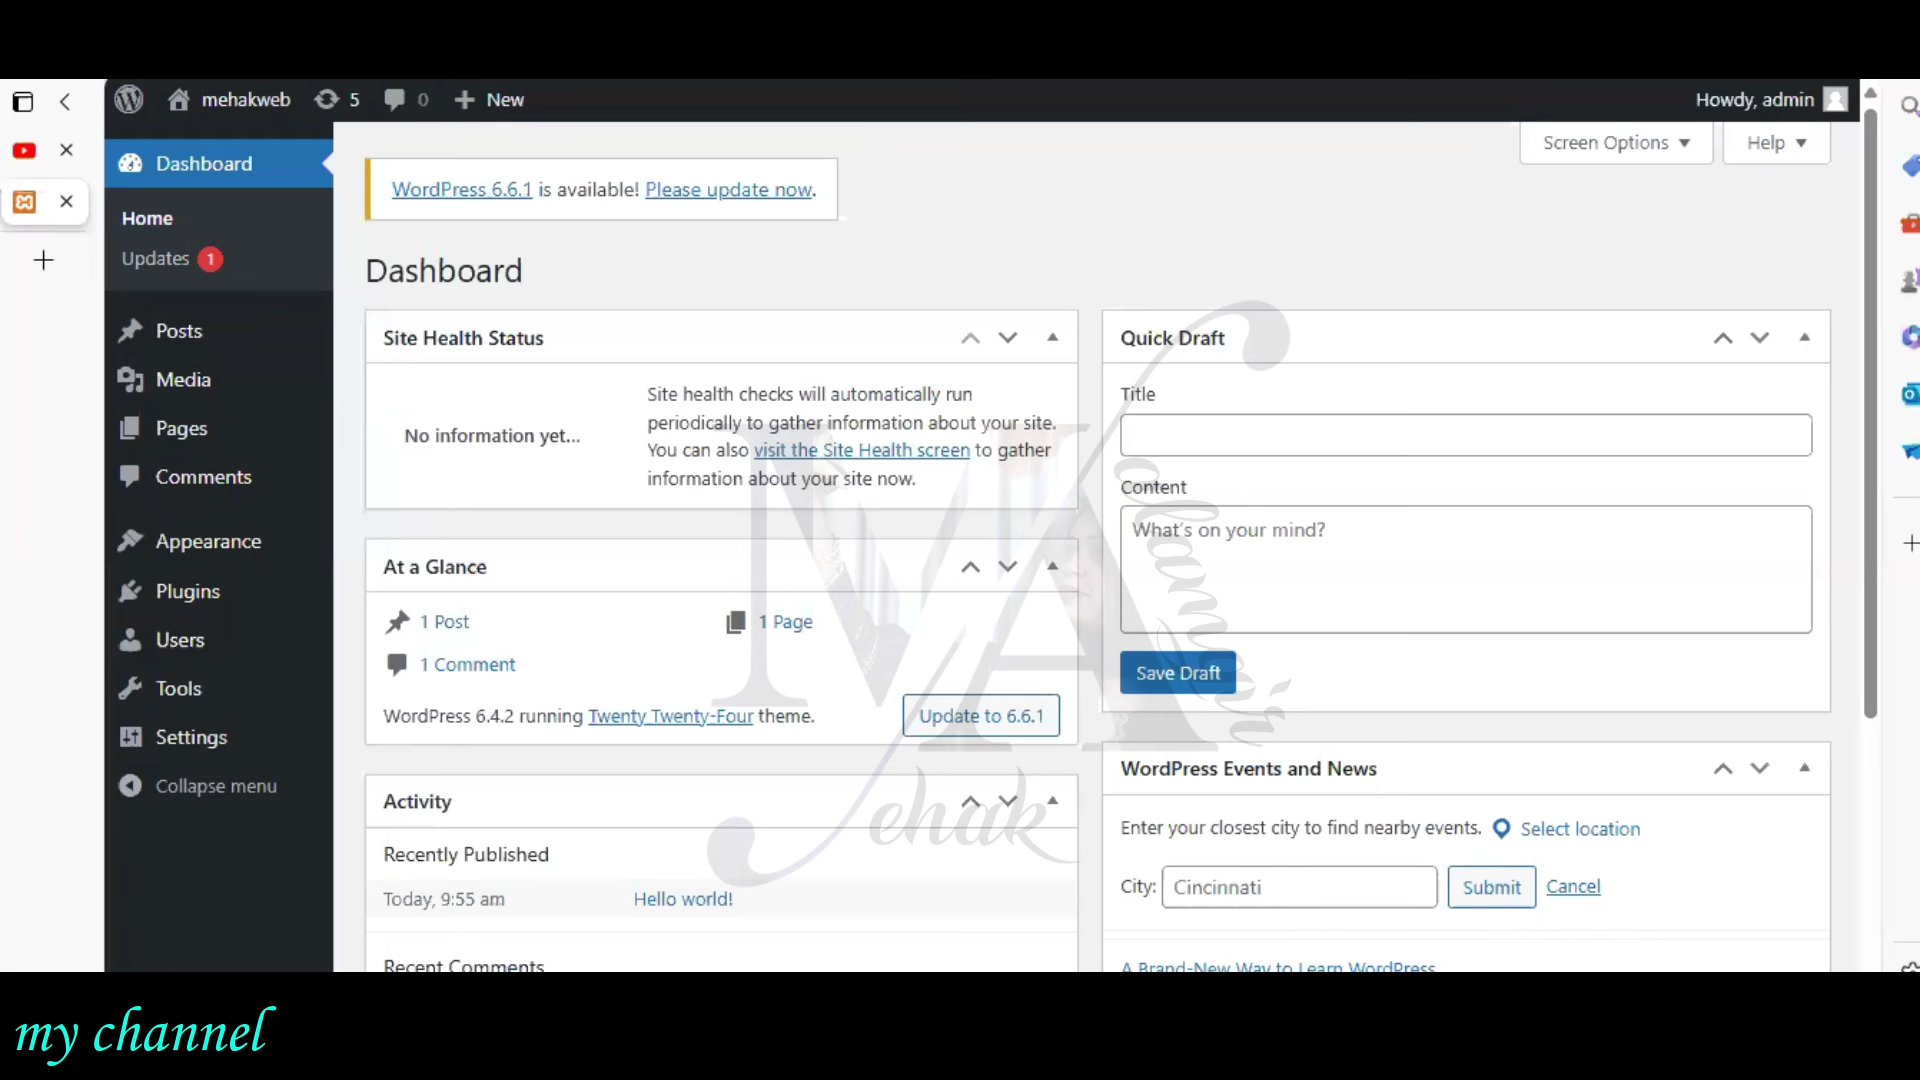 mehakweb 5 0 New Howdy, admin
Screen Options Help
Dashboard
Home
Updates 1
Posts
Media
Pages
Comments
Appearance
Plugins
Users
Tools
Settings
Collapse menu
WordPress 6.6.1 is available! Please update now.
Dashboard
Site Health Status
No information yet...
Site health checks will automatically run
periodically to gather information about your site.
You can also visit the Site Health screen to gather
information about your site now.
At a Glance
1 Post 1 Page
1 Comment
WordPress 6.4.2 running Twenty Twenty-Four theme. Update to 6.6.1
Activity
Recently Published
Today, 9:55 am Hello world!
Recent Comments
Quick Draft
Title
Content
What's on your mind?
Save Draft
WordPress Events and News
Enter your closest city to find nearby events. Select location
City: Cincinnati Submit Cancel
A Brand-New Way to Learn WordPress
my channel